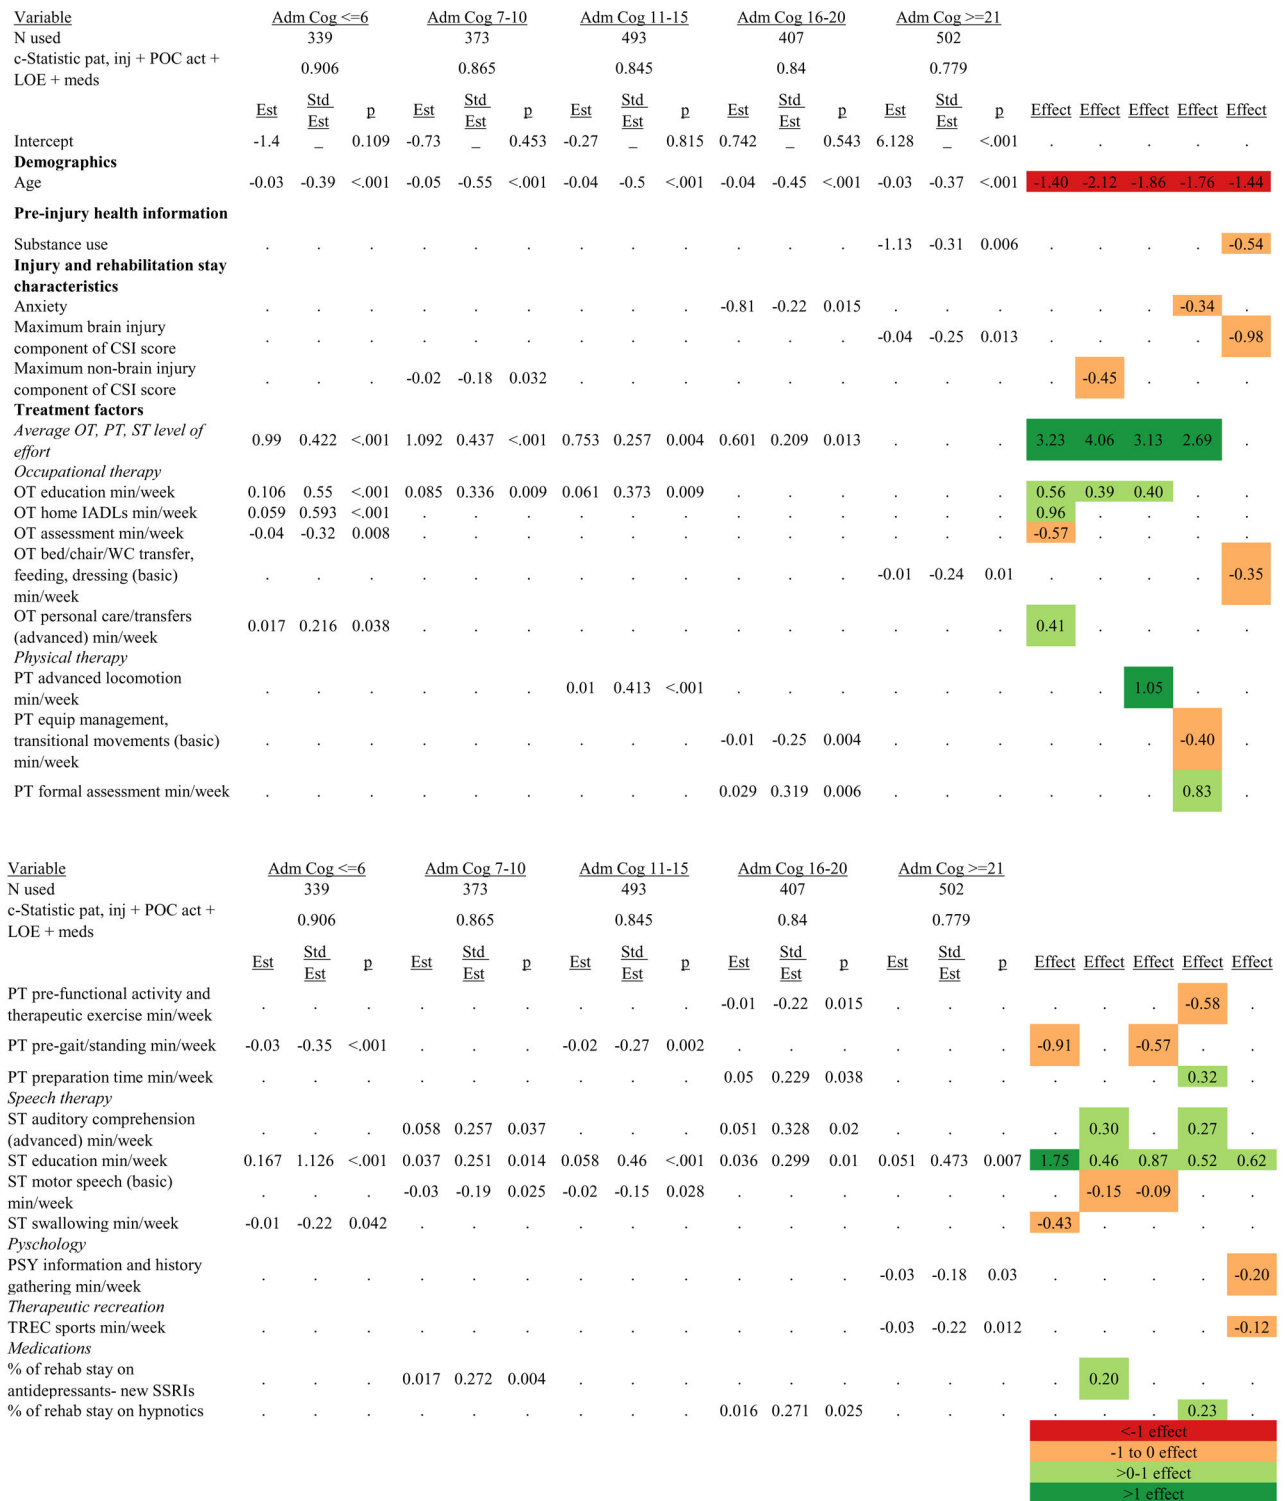 Variable Adm Cog <=6 Adm Cog 7-10 Adm Cog 11-15 Adm Cog 16-20 Adm Cog >=21
N used 339 373 493 407 502
c-Statistic pat, inj + POC act +
LOE + meds 0.906 0.865 0.845 0.84 0.779
Est Std Est p Est Std Est p Est Std Est p Est Std Est p Est Std Est p Effect Effect Effect Effect Effect
Intercept -1.4 _ 0.109 -0.73 _ 0.453 -0.27 _ 0.815 0.742 _ 0.543 6.128 _ <.001 . . . . .
Demographics
Age -0.03 -0.39 <.001 -0.05 -0.55 <.001 -0.04 -0.5 <.001 -0.04 -0.45 <.001 -0.03 -0.37 <.001 -1.40 -2.12 -1.86 -1.76 -1.44
Pre-injury health information
Substance use . . . . . . . . . . . . -1.13 -0.31 0.006 . . . . -0.54
Injury and rehabilitation stay
characteristics
Anxiety . . . . . . . . . -0.81 -0.22 0.015 . . . . . . -0.34 .
Maximum brain injury
component of CSI score . . . . . . . . . . . . -0.04 -0.25 0.013 . . . . -0.98
Maximum non-brain injury
component of CSI score . . . -0.02 -0.18 0.032 . . . . . . . . . . -0.45 . . .
Treatment factors
Average OT, PT, ST level of
effort 0.99 0.422 <.001 1.092 0.437 <.001 0.753 0.257 0.004 0.601 0.209 0.013 . . . 3.23 4.06 3.13 2.69 .
Occupational therapy
OT education min/week 0.106 0.55 <.001 0.085 0.336 0.009 0.061 0.373 0.009 . . . . . . 0.56 0.39 0.40 . .
OT home IADLs min/week 0.059 0.593 <.001 . . . . . . . . . . . . 0.96 . . . .
OT assessment min/week -0.04 -0.32 0.008 . . . . . . . . . . . . -0.57 . . . .
OT bed/chair/WC transfer,
feeding, dressing (basic)
min/week . . . . . . . . . . . . -0.01 -0.24 0.01 . . . . -0.35
OT personal care/transfers
(advanced) min/week 0.017 0.216 0.038 . . . . . . . . . . . . 0.41 . . . .
Physical therapy
PT advanced locomotion
min/week . . . . . . 0.01 0.413 <.001 . . . . . . . . 1.05 . .
PT equip management,
transitional movements (basic)
min/week . . . . . . . . . -0.01 -0.25 0.004 . . . . . . -0.40 .
PT formal assessment min/week . . . . . . . . . 0.029 0.319 0.006 . . . . . . 0.83 .
Variable Adm Cog <=6 Adm Cog 7-10 Adm Cog 11-15 Adm Cog 16-20 Adm Cog >=21
N used 339 373 493 407 502
c-Statistic pat, inj + POC act +
LOE + meds 0.906 0.865 0.845 0.84 0.779
Est Std Est p Est Std Est p Est Std Est p Est Std Est p Est Std Est p Effect Effect Effect Effect Effect
PT pre-functional activity and
therapeutic exercise min/week . . . . . . . . . -0.01 -0.22 0.015 . . . . . . -0.58 .
PT pre-gait/standing min/week -0.03 -0.35 <.001 . . . -0.02 -0.27 0.002 . . . . . . -0.91 . -0.57 . .
PT preparation time min/week . . . . . . . . . 0.05 0.229 0.038 . . . . . . 0.32 .
Speech therapy
ST auditory comprehension
(advanced) min/week . . . 0.058 0.257 0.037 . . . 0.051 0.328 0.02 . . . . 0.30 . 0.27 .
ST education min/week 0.167 1.126 <.001 0.037 0.251 0.014 0.058 0.46 <.001 0.036 0.299 0.01 0.051 0.473 0.007 1.75 0.46 0.87 0.52 0.62
ST motor speech (basic)
min/week . . . -0.03 -0.19 0.025 -0.02 -0.15 0.028 . . . . . . . -0.15 -0.09 . .
ST swallowing min/week -0.01 -0.22 0.042 . . . . . . . . . . . . -0.43 . . . .
Pyschology
PSY information and history
gathering min/week . . . . . . . . . . . . -0.03 -0.18 0.03 . . . . -0.20
Therapeutic recreation
TREC sports min/week . . . . . . . . . . . . -0.03 -0.22 0.012 . . . . -0.12
Medications
% of rehab stay on
antidepressants- new SSRIs . . . 0.017 0.272 0.004 . . . . . . . . . . 0.20 . . .
% of rehab stay on hypnotics . . . . . . . . . 0.016 0.271 0.025 . . . . . . 0.23 .
<-1 effect
-1 to 0 effect
>0-1 effect
>1 effect